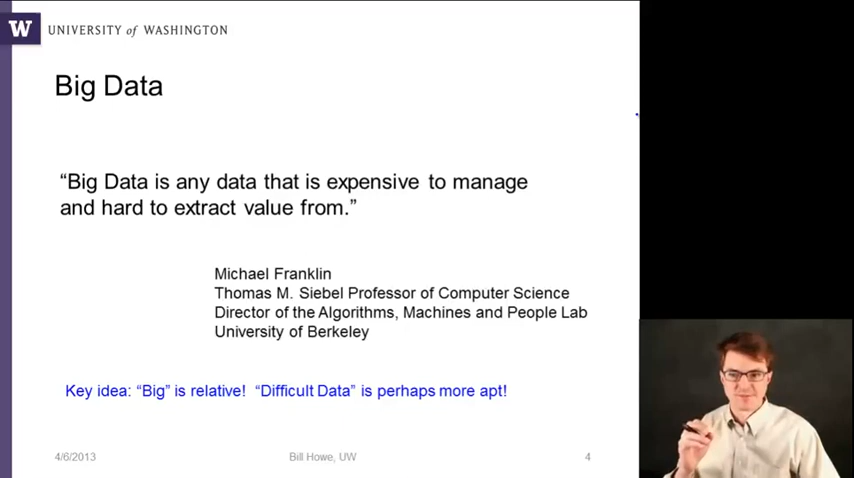 W UNIVERSITY of WASHINGTON
Big Data
“Big Data is any data that is expensive to manage
and hard to extract value from.”
Michael Franklin
Thomas M. Siebel Professor of Computer Science
Director of the Algorithms, Machines and People Lab
University of Berkeley
Key idea: “Big” is relative! “Difficult Data” is perhaps more apt!
4/6/2013 Bill Howe, UW 4